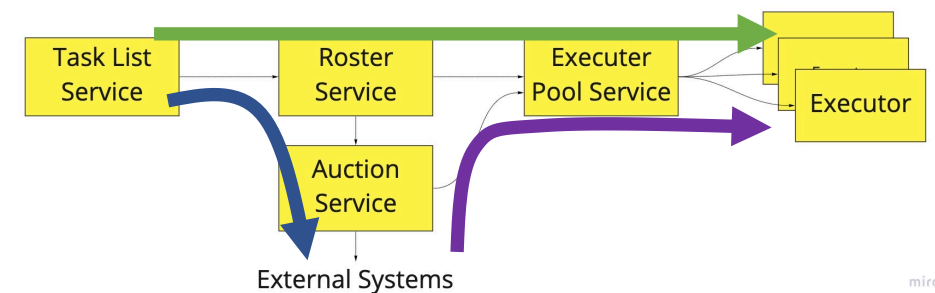 Task List
Service
Roster
Service
Executer
Pool Service
Executor
Auction
Service
External Systems